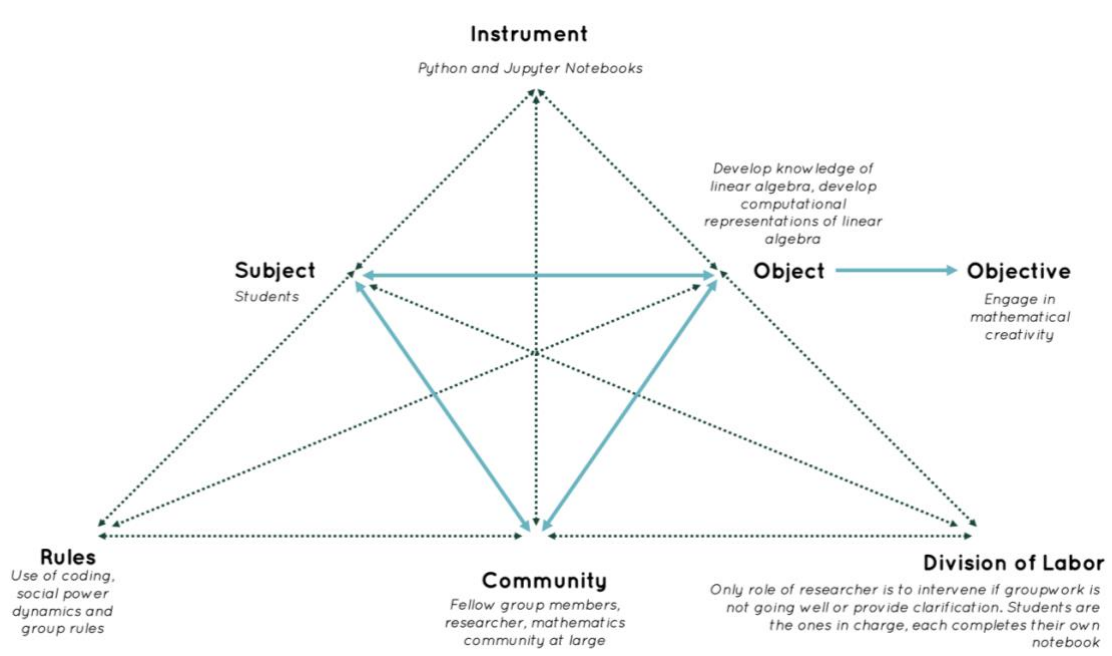 Instrument
Python and Jupyter Notebooks
Develop knowledge of
linear algebra, develop
computational
representations of linear
algebra
Subject
Students
Object
Objective
Engage in
mathematical
creativity
Rules
Use of coding,
social power
dynamics and
group rules
Community
Fellow group members,
researcher, mathematics
community at large
Division of Labor
Only role of researcher is to intervene if groupwork is
not going well or provide clarification. Students are
the ones in charge, each completes their own
notebook